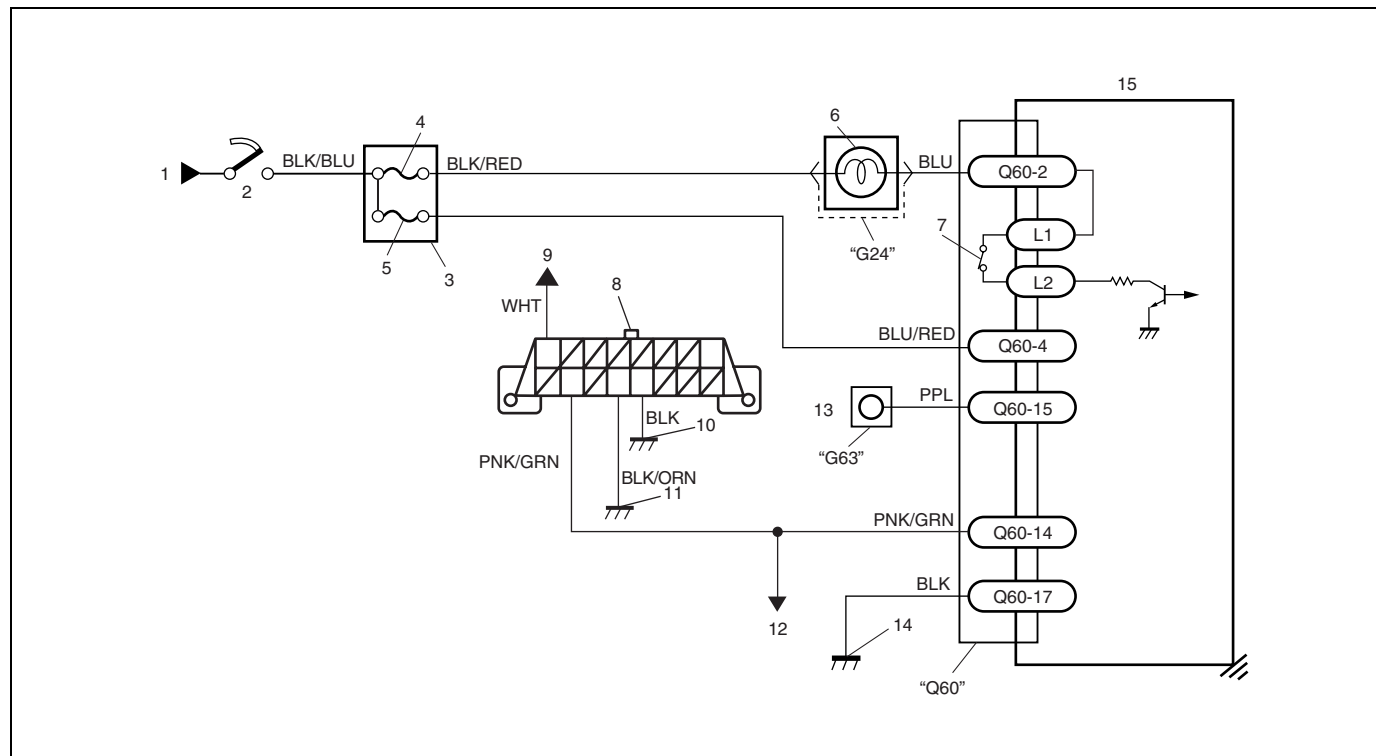 15
4
6
BLK/BLU
BLK/RED
BLU
Q60-2
1
2
7
L1
"G24"
5
3
9
8
L2
WHT
BLU/RED
Q60-4
PPL
13
Q60-15
BLK
10
"G63"
PNK/GRN
BLK/ORN
11
PNK/GRN
Q60-14
BLK
Q60-17
12
14
"Q60"